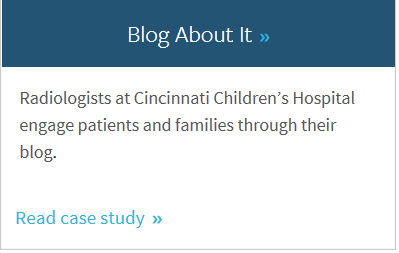 Blog About It »
Radiologists at Cincinnati Children’s Hospital
engage patients and families through their
blog.
Read case study »